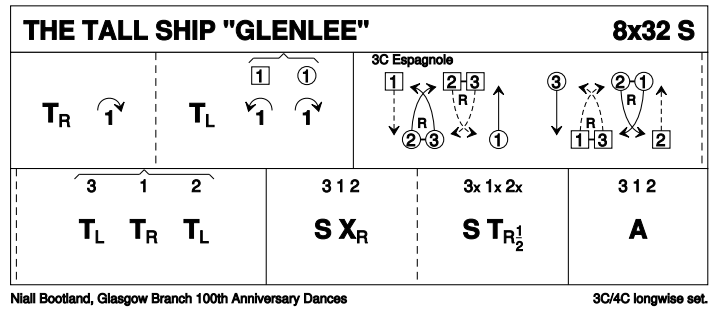 THE TALL SHIP "GLENLEE" 8x32 S
3C Espagnole
1 1
TR 1 TL 1 1
1 2-3 3 2-1
R R
R R
2-3 1 1-3 2
3 1 2 3 1 2 3x 1x 2x 3 1 2
TL TR TL S XR S TR½ A
Niall Bootland, Glasgow Branch 100th Anniversary Dances 3C/4C longwise set.